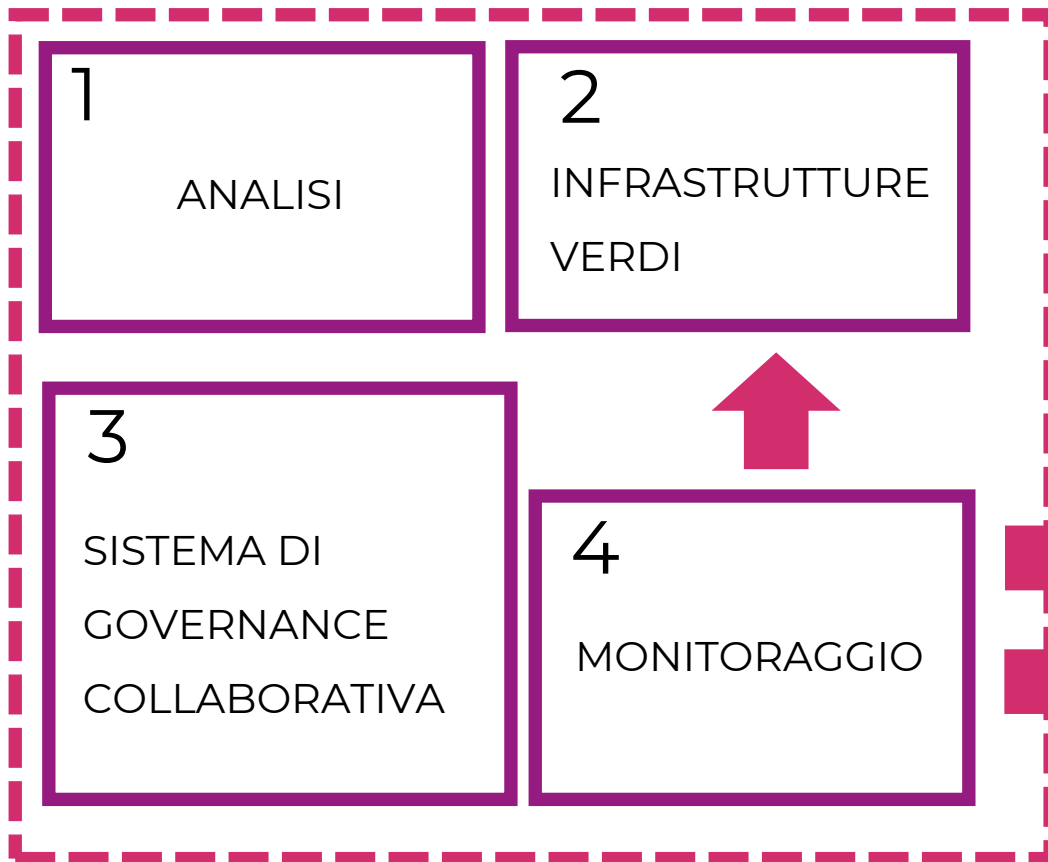 1
ANALISI
2
INFRASTRUTTURE
VERDI
3
SISTEMA DI
GOVERNANCE
COLLABORATIVA
4
MONITORAGGIO